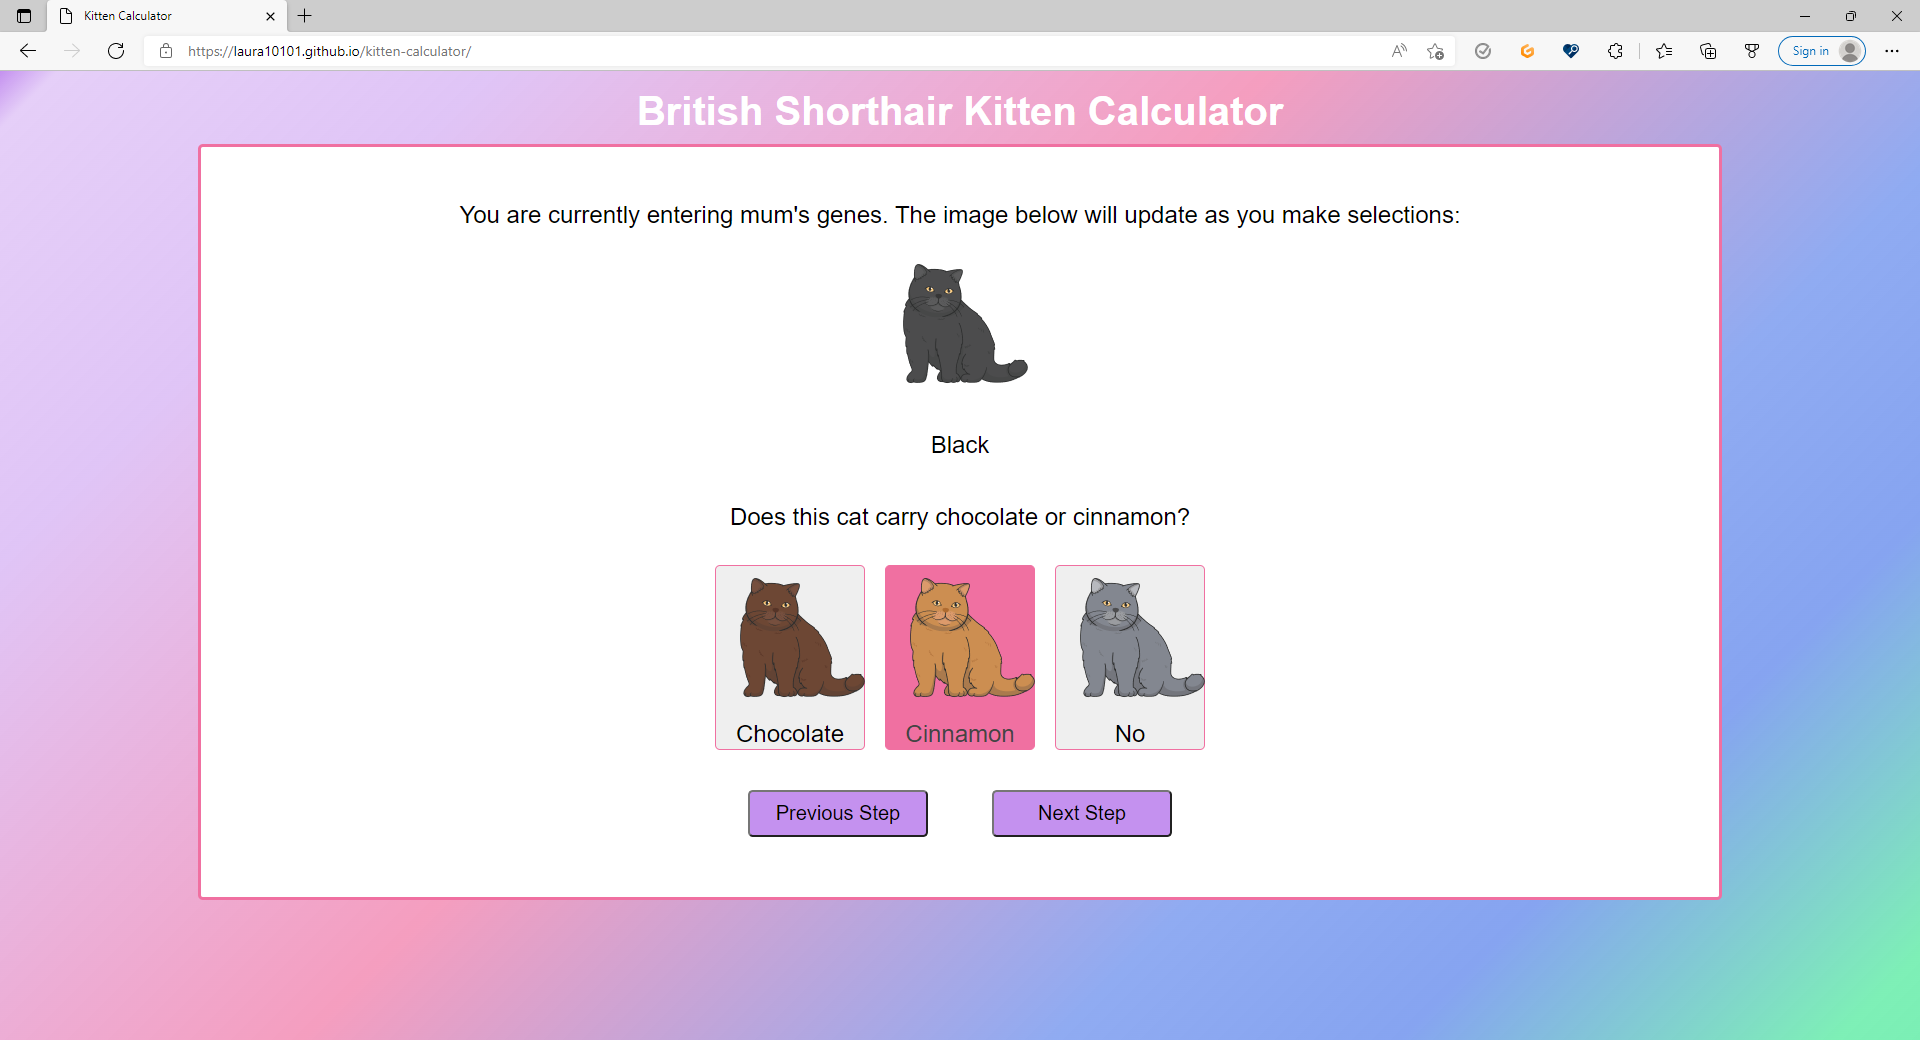 Kitten Calculator
https://laura10101.github.io/kitten-calculator/
Sign in
British Shorthair Kitten Calculator
You are currently entering mum's genes. The image below will update as you make selections:
Black
Does this cat carry chocolate or cinnamon?
Chocolate
Cinnamon
No
Previous Step
Next Step